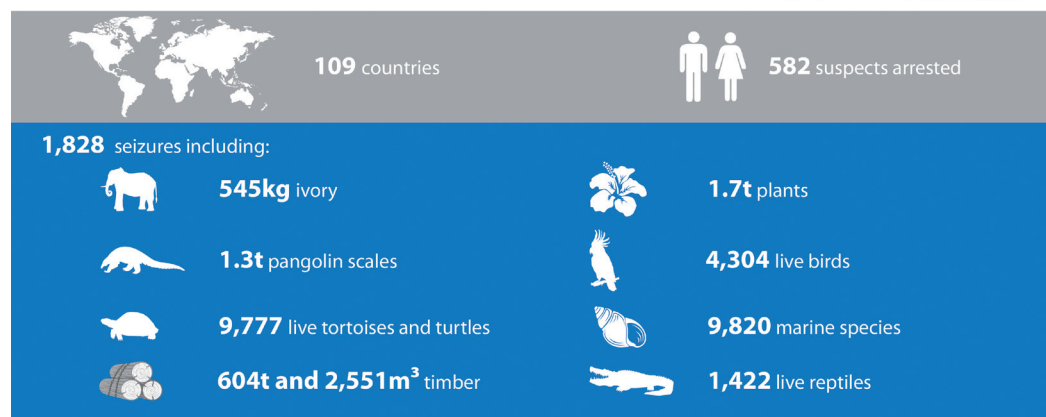 109 countries
582 suspects arrested
1,828 seizures including:
545kg ivory
1.7t plants
1.3t pangolin scales
4,304 live birds
9,777 live tortoises and turtles
9,820 marine species
604t and 2,551m³ timber
1,422 live reptiles